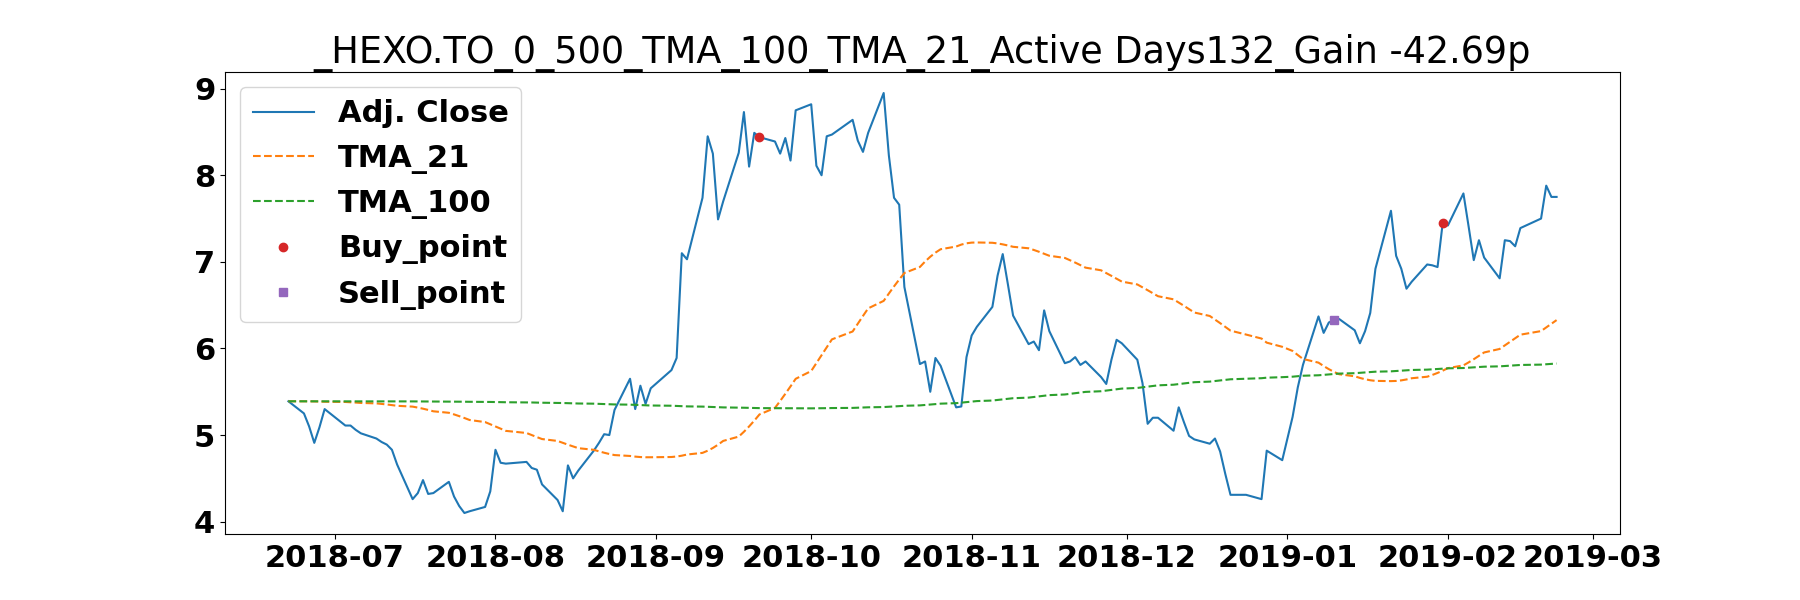 _HEXO.TO_0_500_TMA_100_TMA_21_Active Days132_Gain -42.69p
9
8
7
6
5
4
Adj. Close
TMA_21
TMA_100
Buy_point
Sell_point
2018-07 2018-08 2018-09 2018-10 2018-11 2018-12 2019-01 2019-02 2019-03